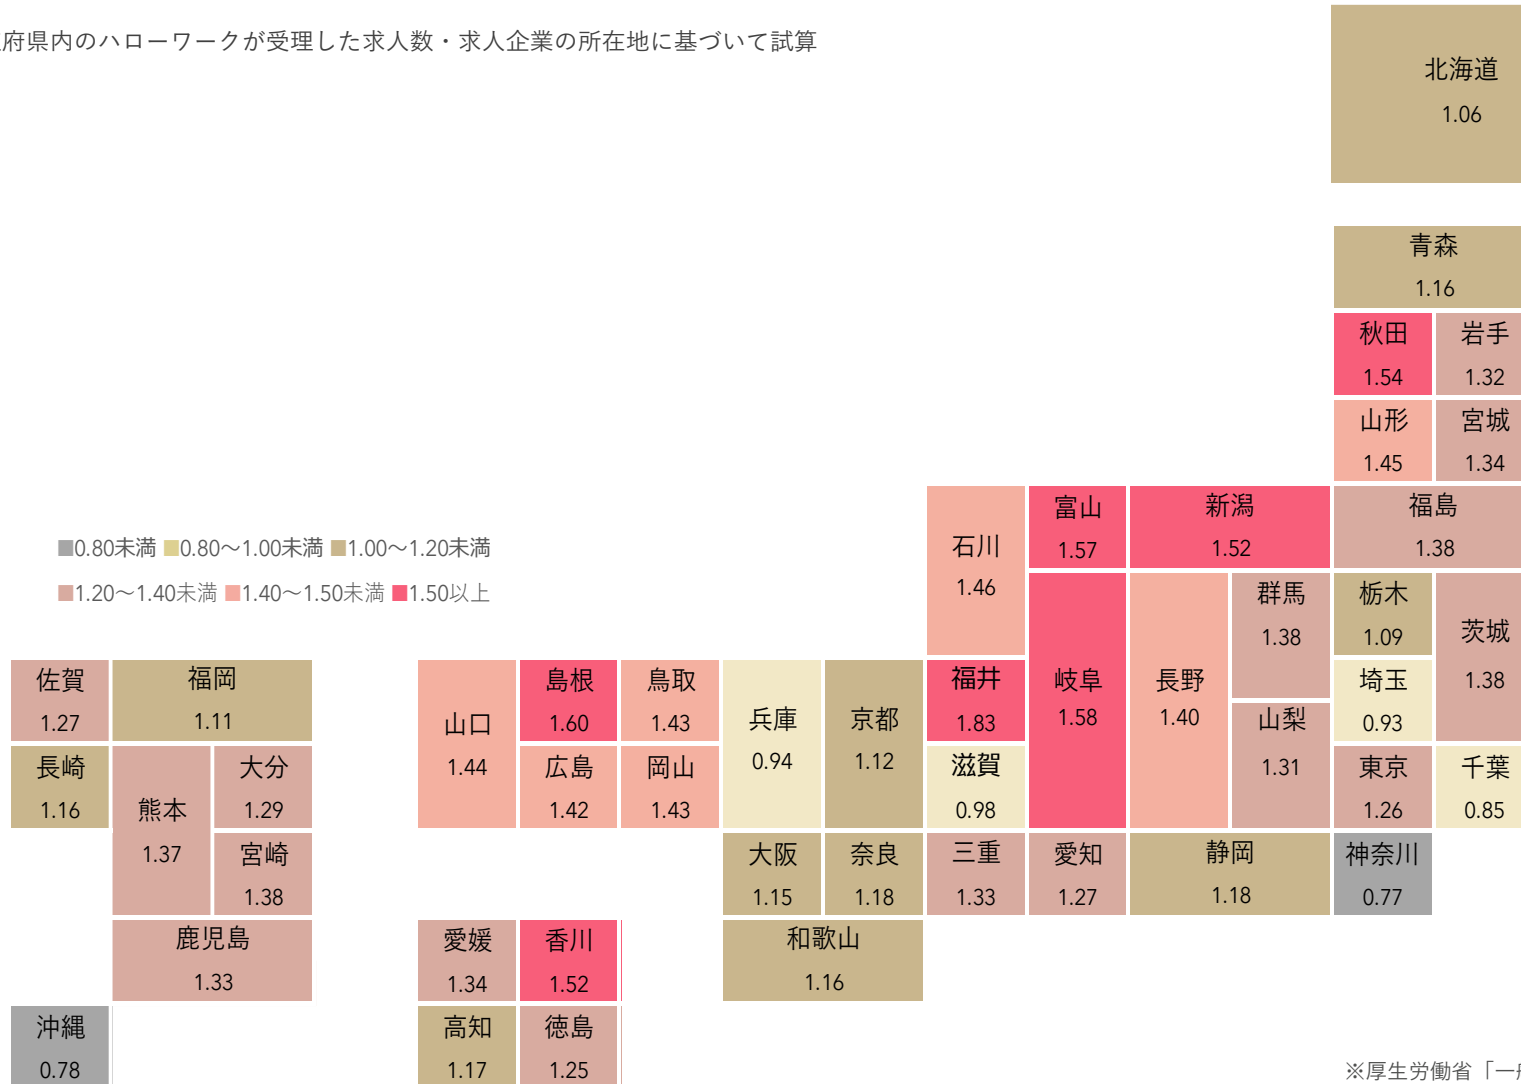 府県内のハローワークが受理した求人数・求人企業の所在地に基づいて試算
北海道
1.06
青森
1.16
秋田 岩手
1.54 1.32
山形 宮城
1.45 1.34
富山 新潟 福島
1.57 1.52 1.38
石川
1.46
■0.80未満 ■0.80～1.00未満 ■1.00～1.20未満
■1.20～1.40未満 ■1.40～1.50未満 ■1.50以上
群馬 栃木
1.38 1.09
茨城
1.38
佐賀 福岡
1.27 1.11
山口
1.44
島根 鳥取
1.60 1.43
兵庫 京都
0.94 1.12
福井
1.83
岐阜 長野
1.58 1.40
山梨
1.31
埼玉
0.93
長崎
1.16
熊本
1.37
大分
1.29
広島 岡山
1.42 1.43
滋賀
0.98
東京 千葉
1.26 0.85
宮崎
1.38
大阪 奈良 三重 愛知 静岡 神奈川
1.15 1.18 1.33 1.27 1.18 0.77
鹿児島
1.33
愛媛 香川
1.34 1.52
和歌山
1.16
沖縄
0.78
高知 徳島
1.17 1.25
※厚生労働省「一